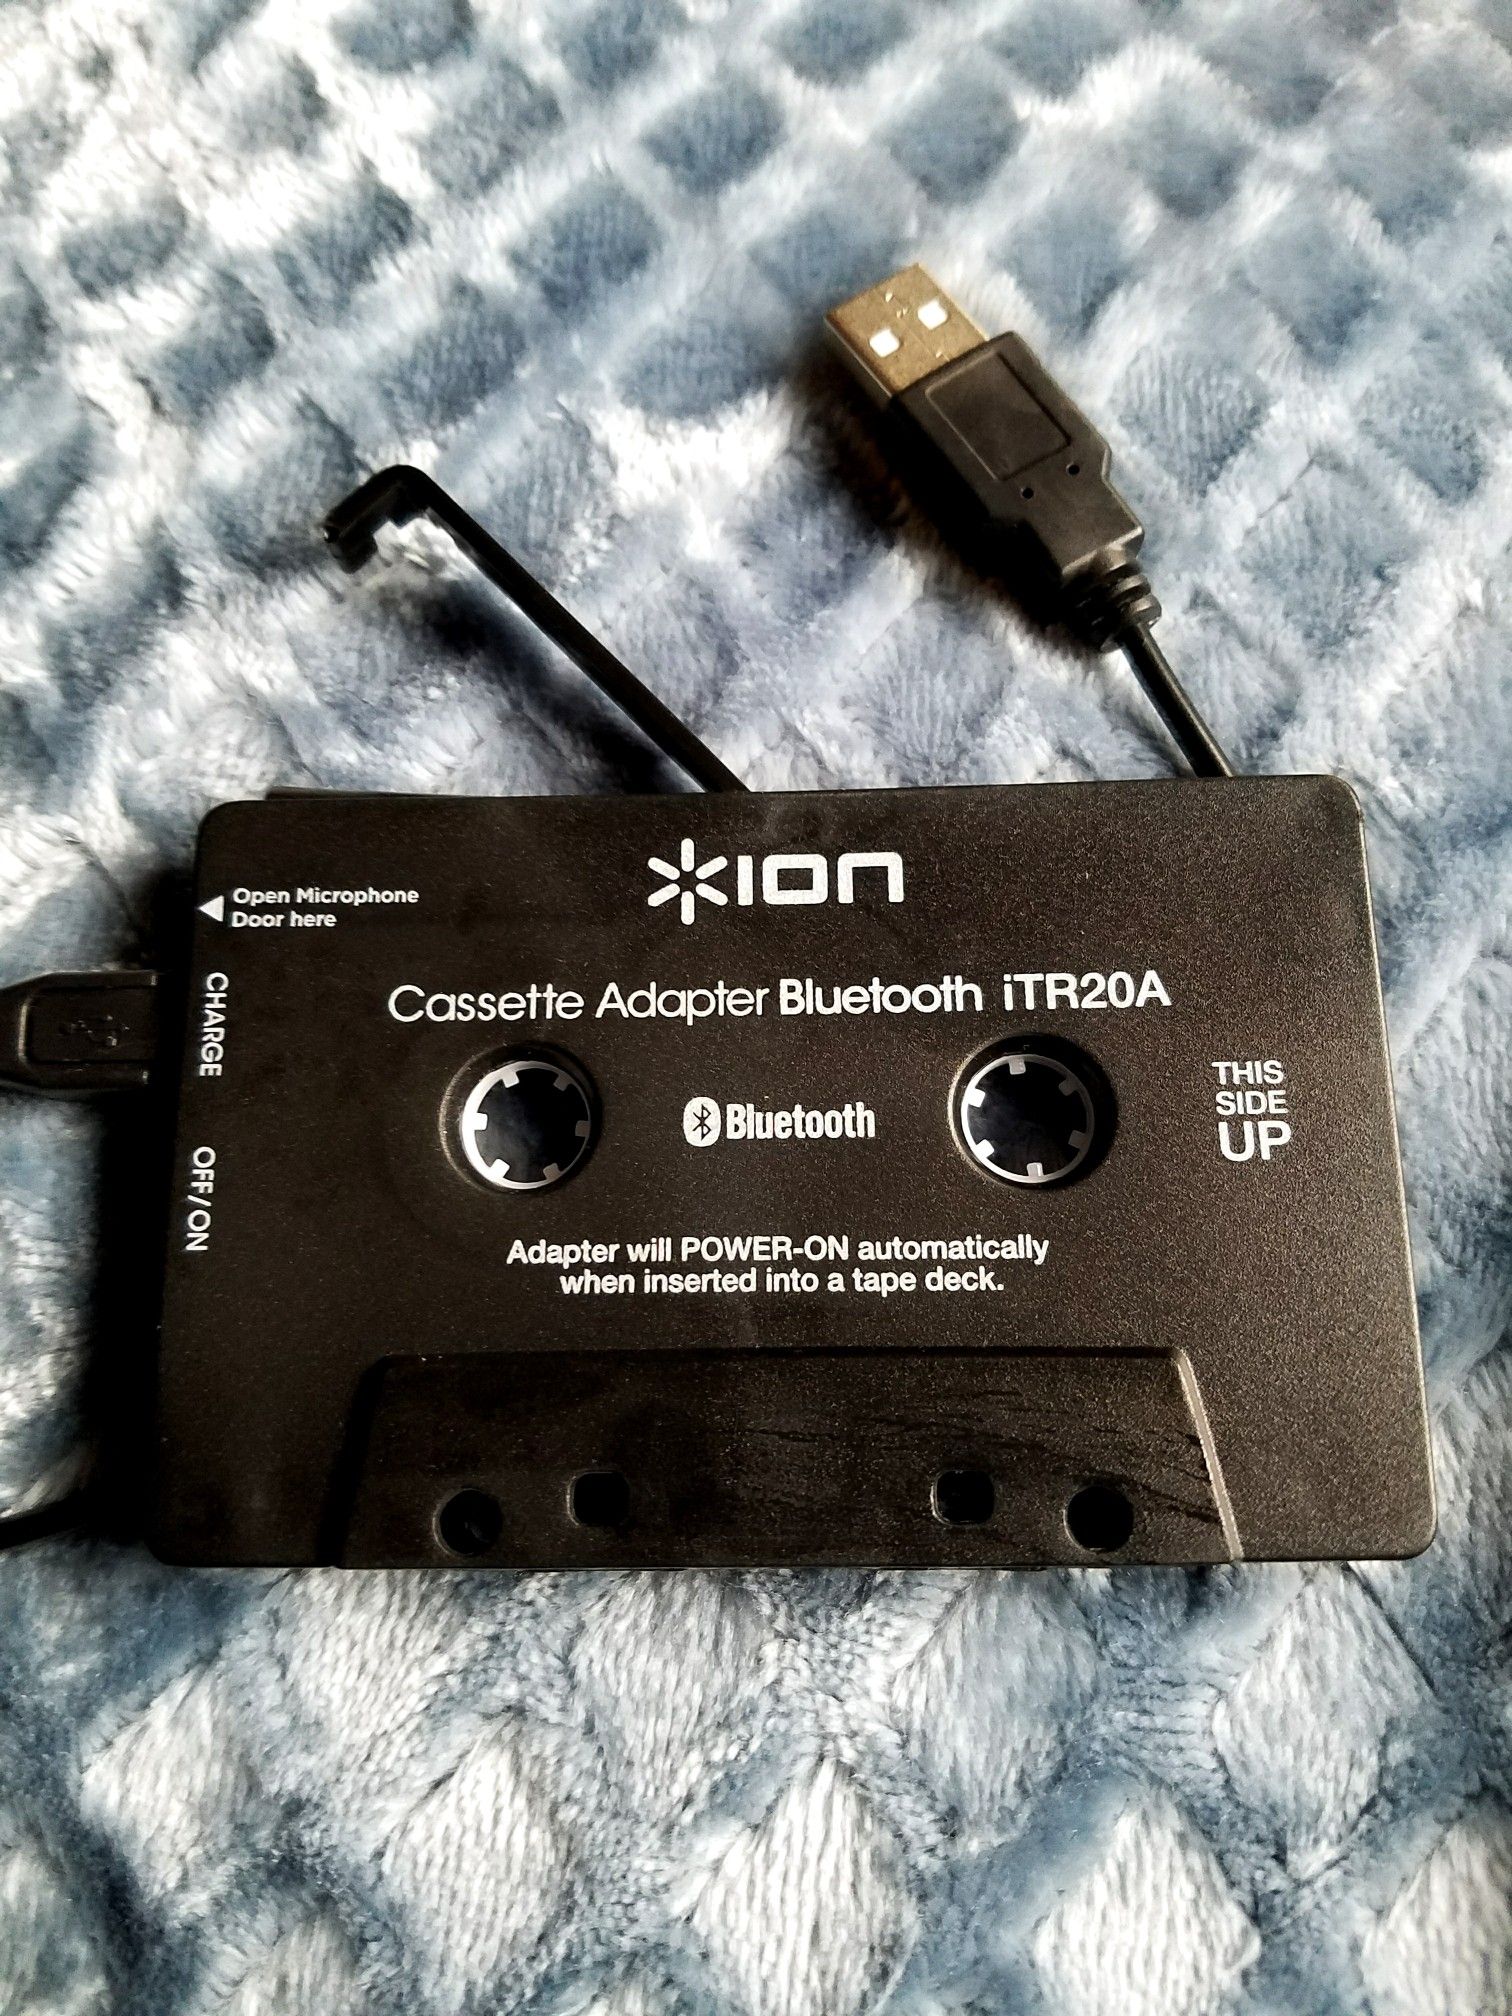 ion
Open Microphone
Door here
Cassette Adapter Bluetooth iTR20A
CHARGE
OFF/ON
Bluetooth
THIS
SIDE
UP
Adapter will POWER-ON automatically
when inserted into a tape deck.